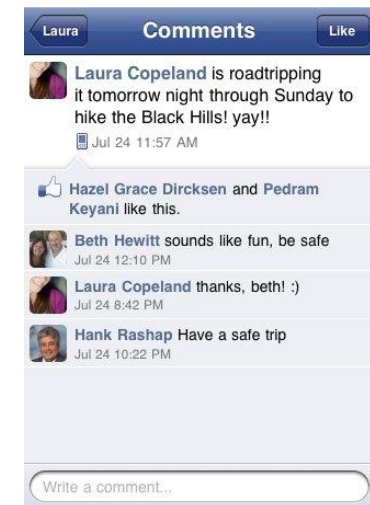 Laura
Comments
Like
Laura Copeland is roadtripping
it tomorrow night through Sunday to
hike the Black Hills! yay!!
Jul 24 11:57 AM
Hazel Grace Dircksen and Pedram
Keyani like this.
Beth Hewitt sounds like fun, be safe
Jul 24 12:10 PM
Laura Copeland thanks, beth! :)
Jul 24 8:42 PM
Hank Rashap Have a safe trip
Jul 24 10:22 PM
Write a comment...